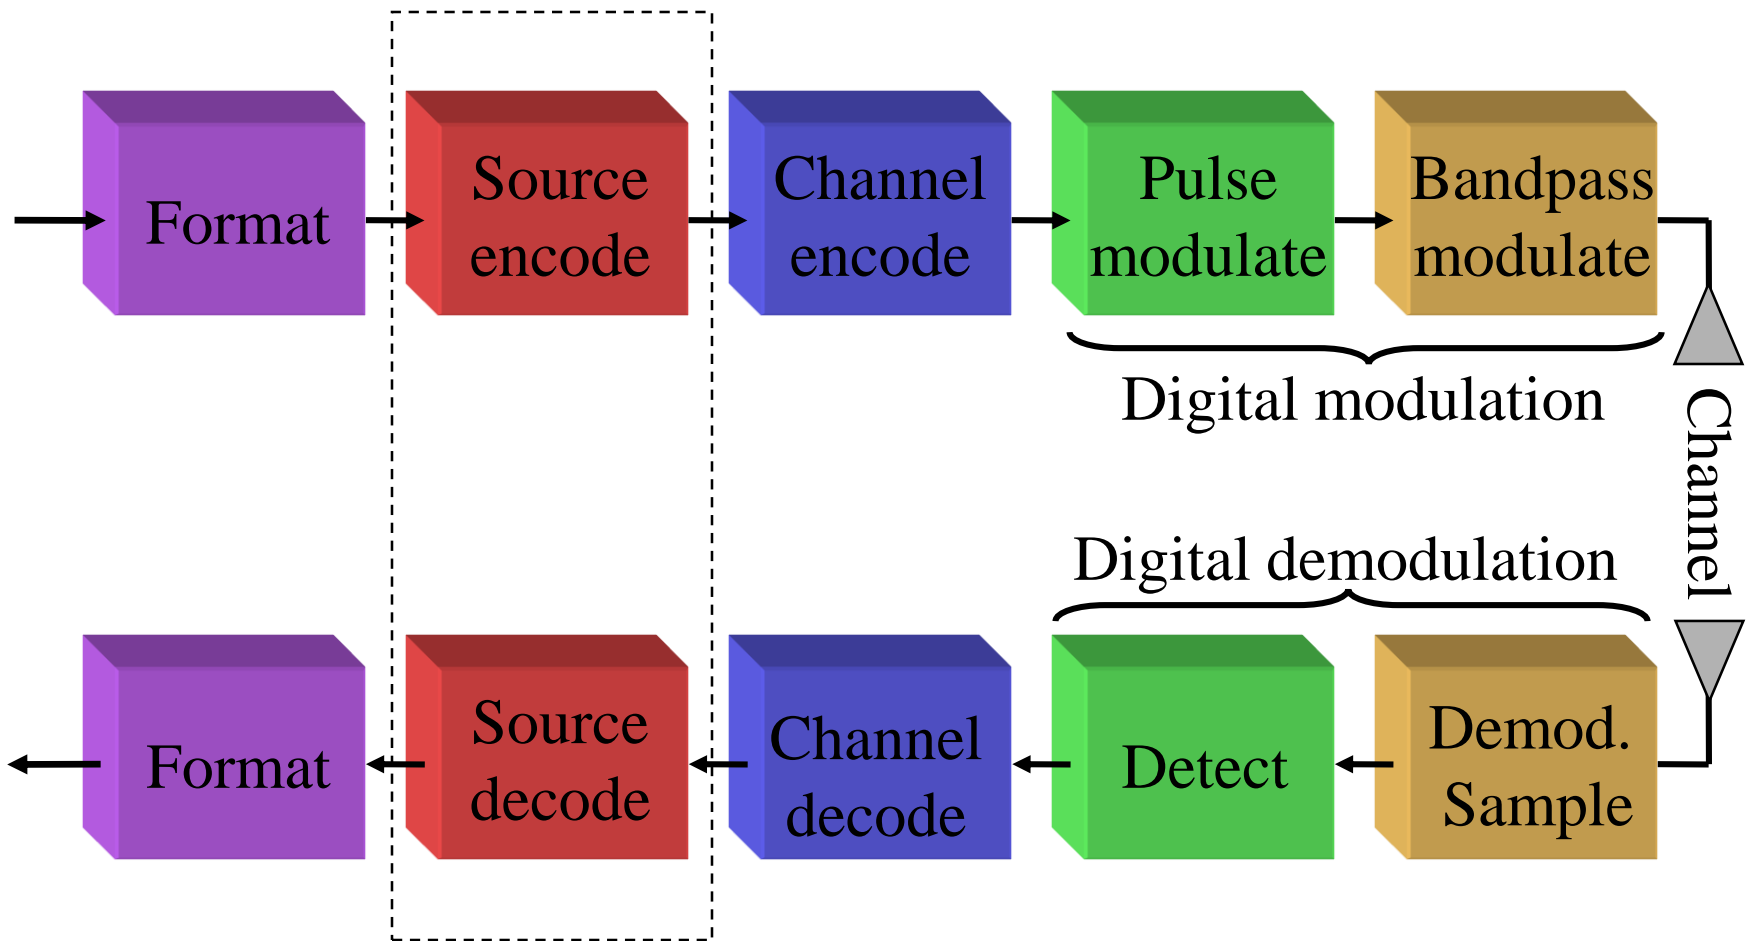 Format
Source
encode
Channel
encode
Pulse
modulate
Bandpass
modulate
Digital modulation
Channel
Digital demodulation
Format
Source
decode
Channel
decode
Detect
Demod.
Sample